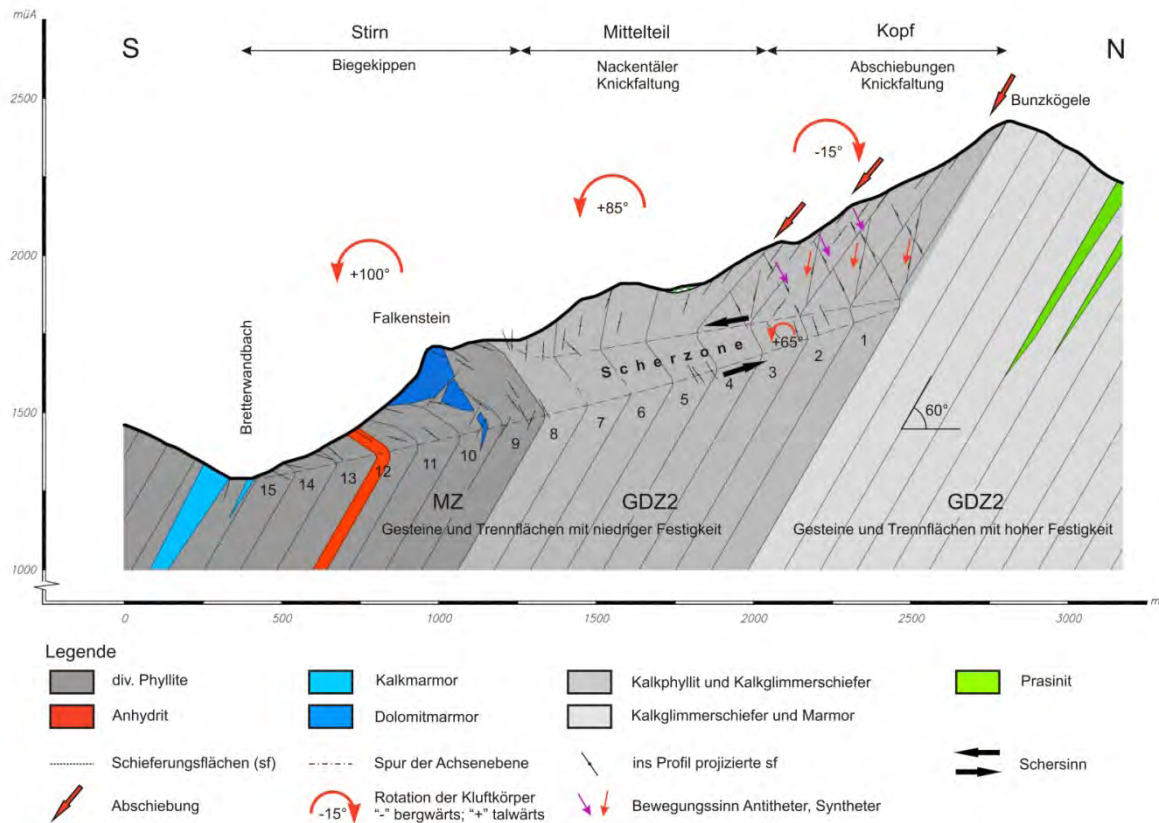 müA
S
Stirn
Mittelteil
Kopf
N
Biegekippen
Nackentäler
Knickfaltung
Abschiebungen
Knickfaltung
Bunzkögele
2500
-15°
+85°
2000
+100°
Falkenstein
Bretterwandbach
Scherzone
+65°
1500
60°
15 14 13 12 11 10 9 8 7 6 5 4 3 2 1
MZ
GDZ2
GDZ2
Gesteine und Trennflächen mit niedriger Festigkeit
Gesteine und Trennflächen mit hoher Festigkeit
1000
0 500 1000 1500 2000 2500 3000 m
Legende
div. Phyllite
Kalkmarmor
Kalkphyllit und Kalkglimmerschiefer
Prasinit
Anhydrit
Dolomitmarmor
Kalkglimmerschiefer und Marmor
Schieferungsflächen (sf)
Spur der Achsenebene
ins Profil projizierte sf
Schersinn
Abschiebung
-15°
Rotation der Kluftkörper
"-" bergwärts; "+" talwärts
Bewegungssinn Antitheter, Syntheter